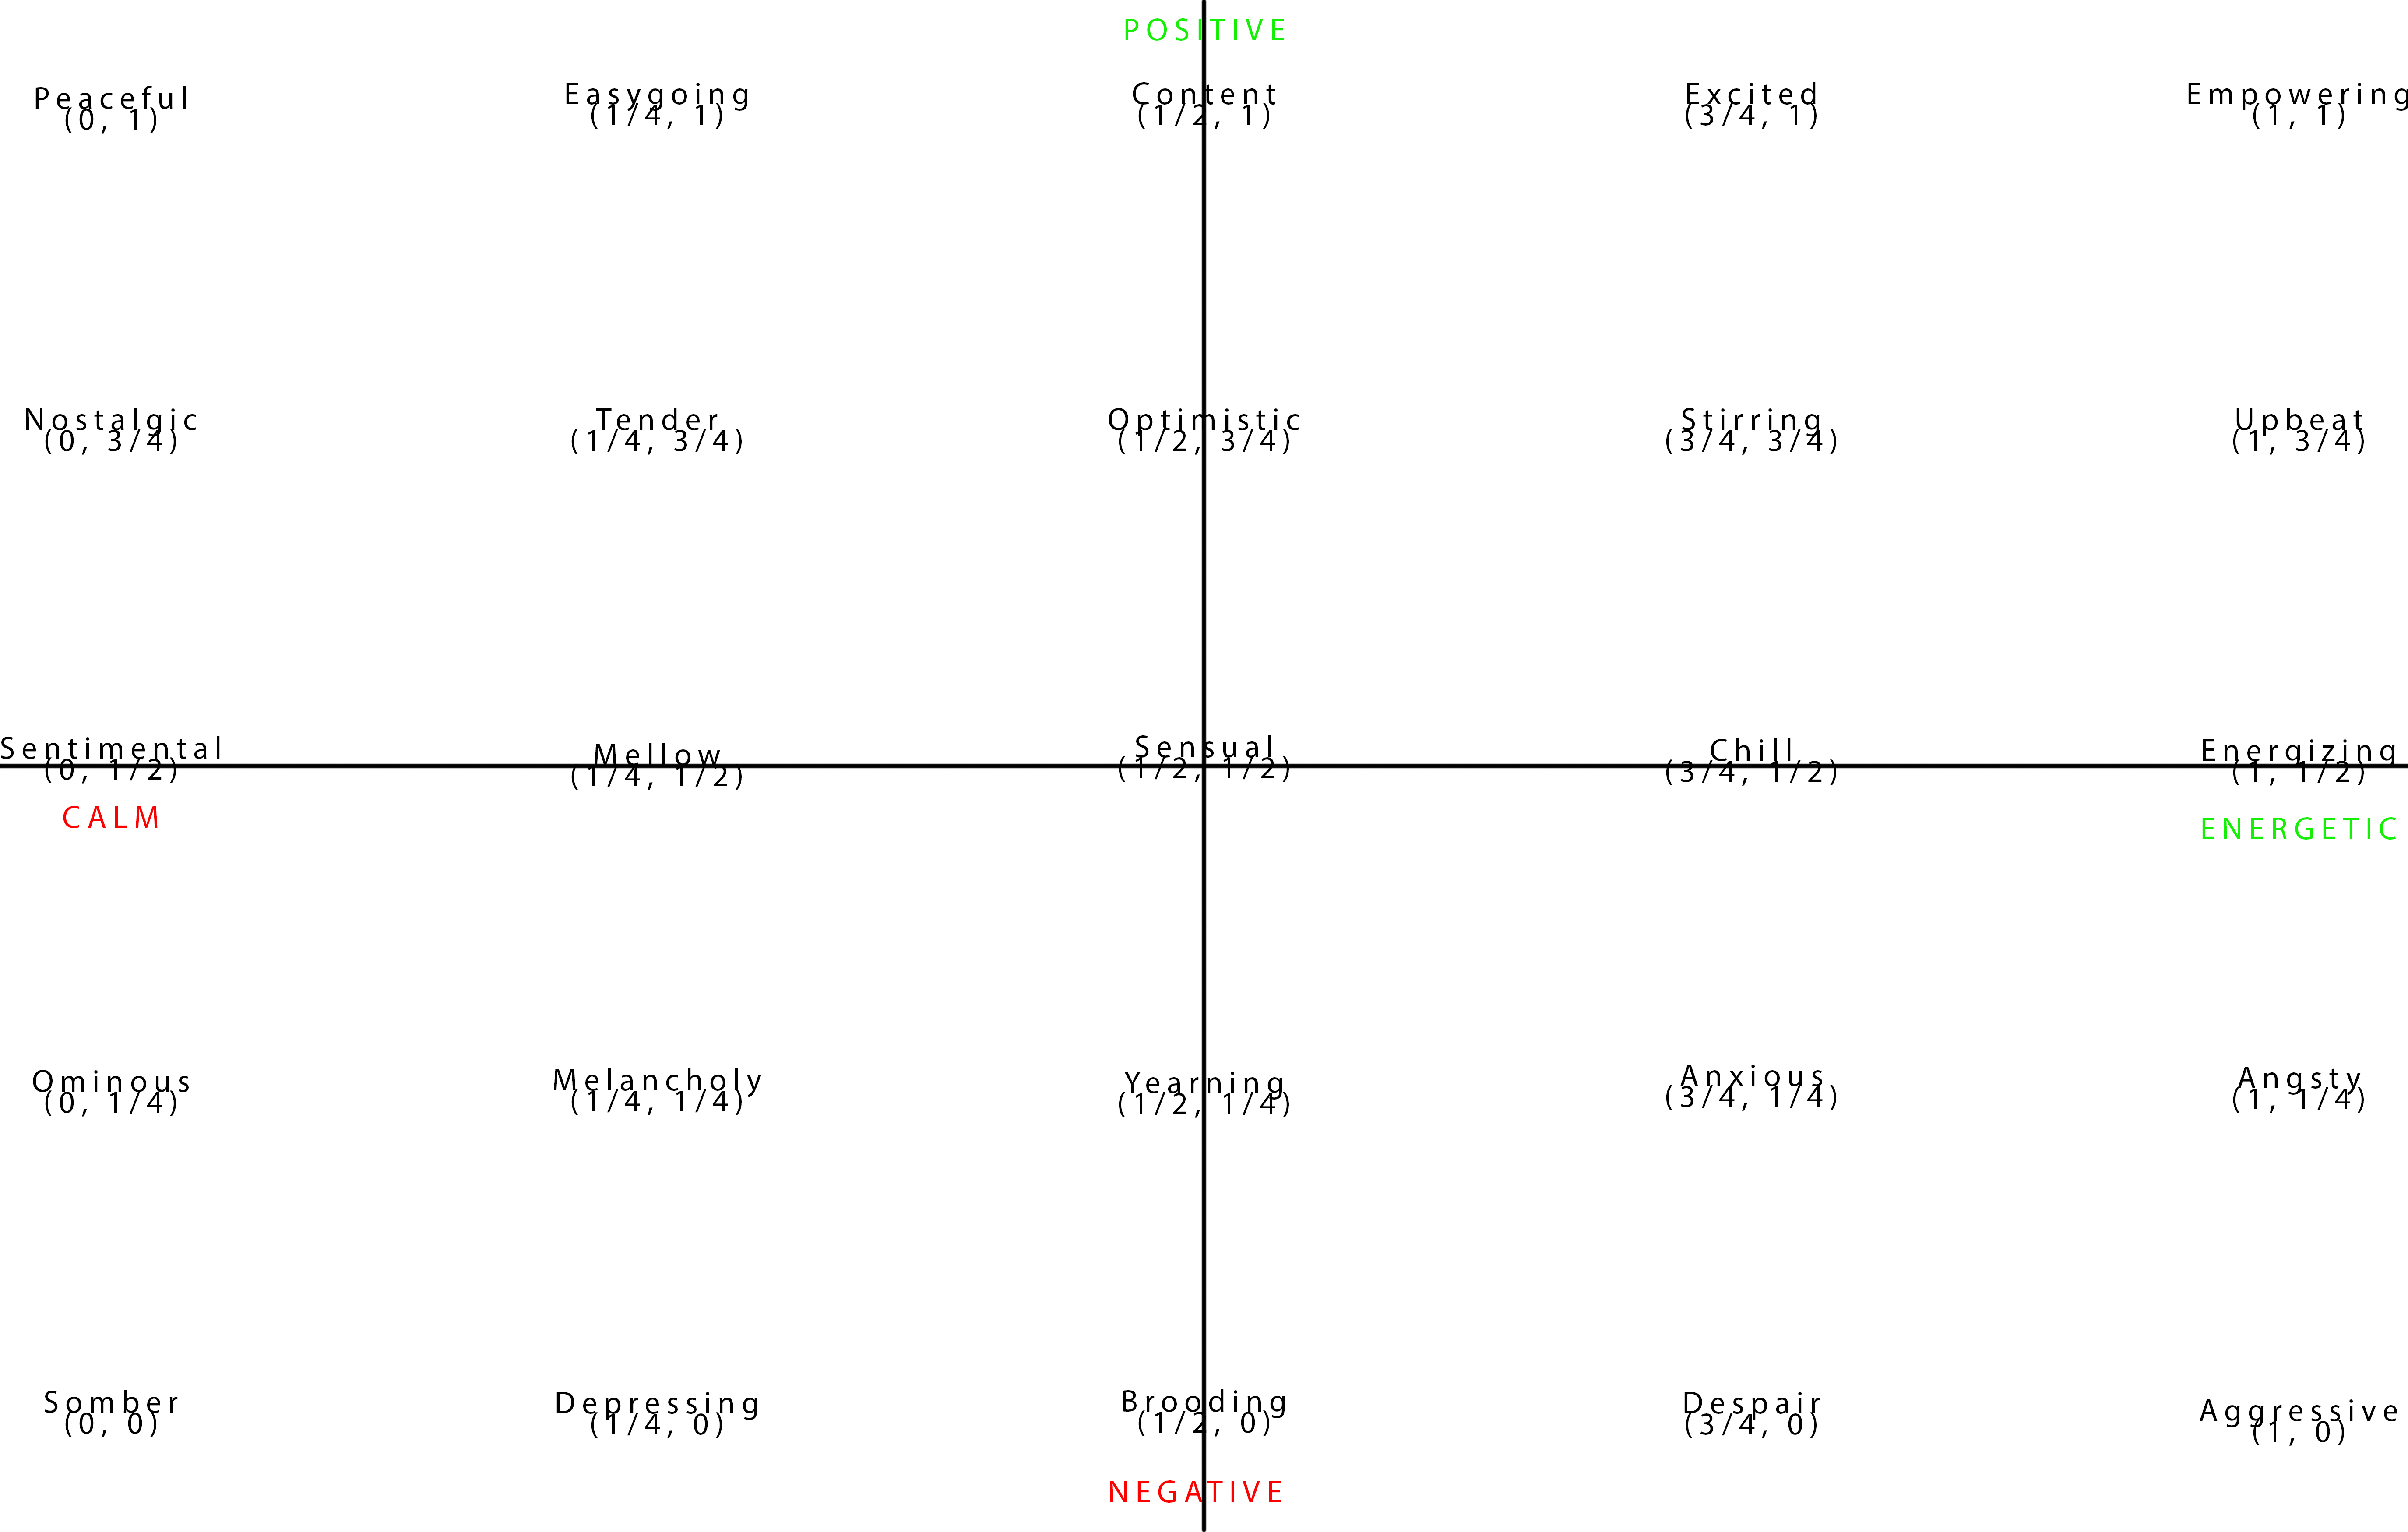 POSITIVE
Peaceful
(0, 1)
Easygoing
(1/4, 1)
Content
(1/2, 1)
Excited
(3/4, 1)
Empowering
(1, 1)
Nostalgic
(0, 3/4)
Tender
(1/4, 3/4)
Optimistic
(1/2, 3/4)
Stirring
(3/4, 3/4)
Upbeat
(1, 3/4)
Sentimental
(0, 1/2)
Mellow
(1/4, 1/2)
Sensual
(1/2, 1/2)
Chill
(3/4, 1/2)
Energizing
(1, 1/2)
CALM
ENERGETIC
Ominous
(0, 1/4)
Melancholy
(1/4, 1/4)
Yearning
(1/2, 1/4)
Anxious
(3/4, 1/4)
Angsty
(1, 1/4)
Somber
(0, 0)
Depressing
(1/4, 0)
Brooding
(1/2, 0)
Despair
(3/4, 0)
Aggressive
(1, 0)
NEGATIVE